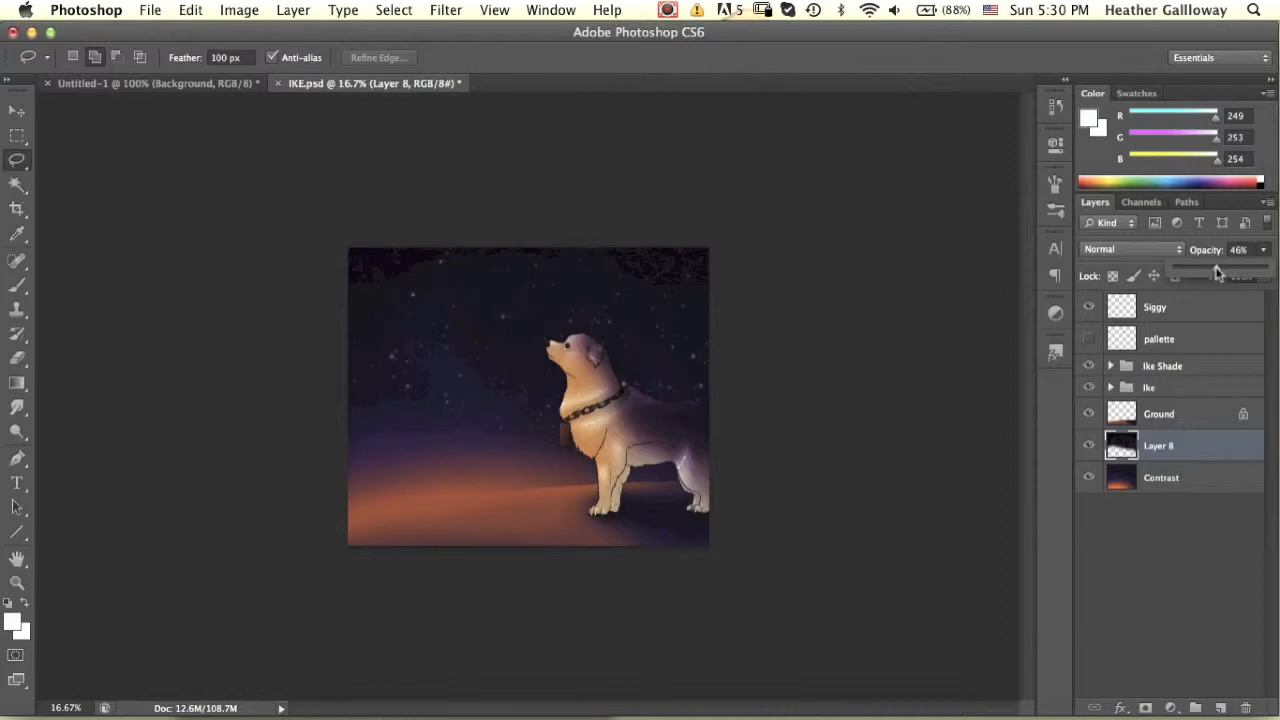 Photoshop File Edit Image Layer Type Select Filter View Window Help 5 (88%) Sun 5:30 PM Heather Gallloway
Adobe Photoshop CS6
Feather: 100 px Anti-alias Refine Edge... Essentials
Untitled-1 @ 100% (Background, RGB/8) * IKE.psd @ 16.7% (Layer 8, RGB/8#) *
Color Swatches
R 249
G 253
B 254
Layers Channels Paths
Kind
Normal Opacity: 46%
Lock:
Siggy
pallette
Ike Shade
Ike
Ground
Layer 8
Contrast
16.67% Doc: 12.6M/108.7M